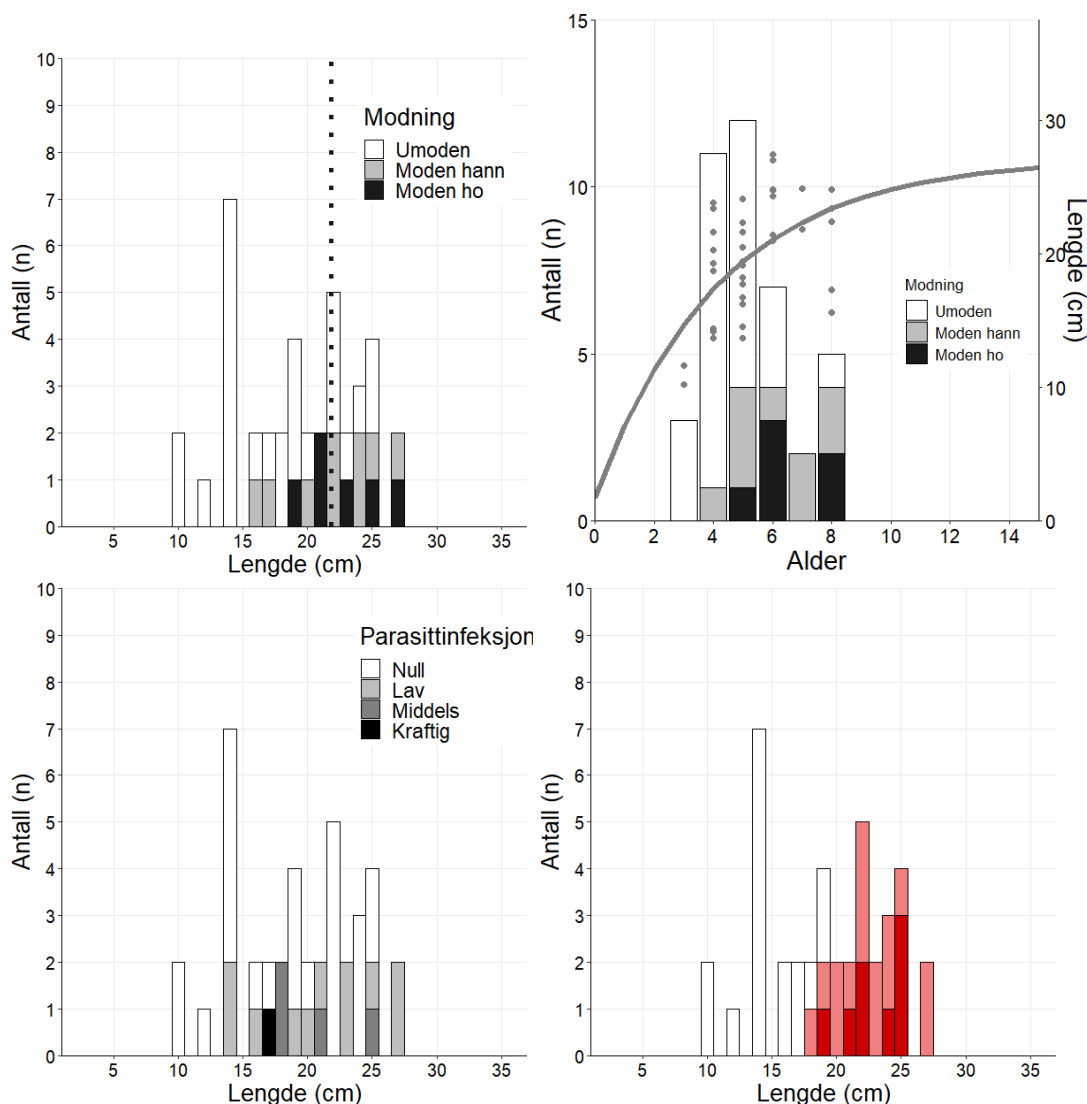 10
9
8
7
6
5
4
3
2
1
0
Antall (n)
Modning
Umoden
Moden hann
Moden ho
5 10 15 20 25 30 35
Lengde (cm)
15
10
5
0
Antall (n)
30
20
10
0
Lengde (cm)
Modning
Umoden
Moden hann
Moden ho
0 2 4 6 8 10 12 14
Alder
10
9
8
7
6
5
4
3
2
1
0
Antall (n)
Parasittinfeksjon
Null
Lav
Middels
Kraftig
5 10 15 20 25 30 35
Lengde (cm)
10
9
8
7
6
5
4
3
2
1
0
Antall (n)
5 10 15 20 25 30 35
Lengde (cm)